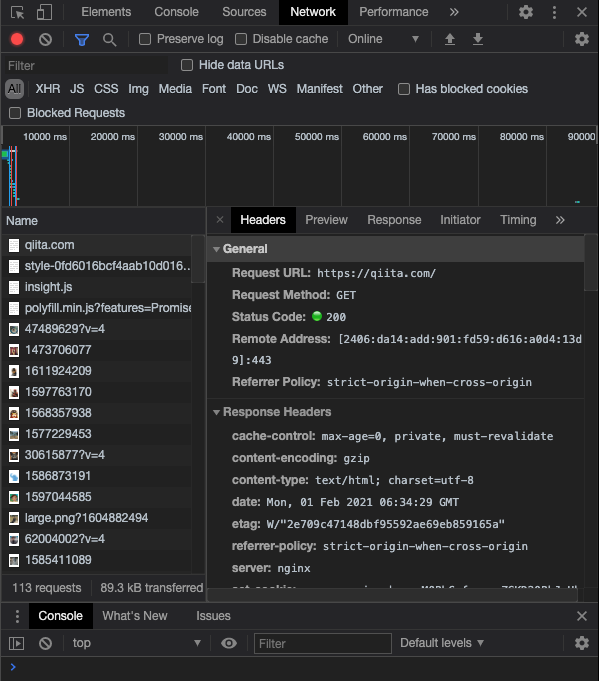 Elements Console Sources Network Performance »
Preserve log Disable cache Online
Filter Hide data URLs
All XHR JS CSS Img Media Font Doc WS Manifest Other Has blocked cookies
Blocked Requests
10000 ms 20000 ms 30000 ms 40000 ms 50000 ms 60000 ms 70000 ms 80000 ms 90000
Name
qiita.com
style-0fd6016bcf4aab10d016…
insight.js
polyfill.min.js?features=Promise
47489629?v=4
1473706077
1611924209
1597763170
1568357938
1577229453
30615877?v=4
1586873191
1597044585
large.png?1604882494
62004002?v=4
1585411089
113 requests 89.3 kB transferred
× Headers Preview Response Initiator Timing »
General
Request URL: https://qiita.com/
Request Method: GET
Status Code: 200
Remote Address: [2406:da14:add:901:fd59:d616:a0d4:13d
9]:443
Referrer Policy: strict-origin-when-cross-origin
Response Headers
cache-control: max-age=0, private, must-revalidate
content-encoding: gzip
content-type: text/html; charset=utf-8
date: Mon, 01 Feb 2021 06:34:29 GMT
etag: W/"2e709c47148dbf95592ae69eb859165a"
referrer-policy: strict-origin-when-cross-origin
server: nginx
Console What's New Issues
top Filter Default levels